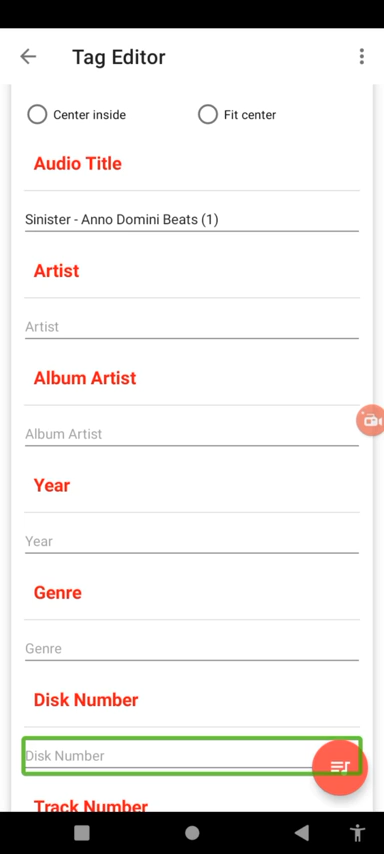 Tag Editor
Center inside
Fit center
Audio Title
Sinister - Anno Domini Beats (1)
Artist
Artist
Album Artist
Album Artist
Year
Year
Genre
Genre
Disk Number
Disk Number
Track Number